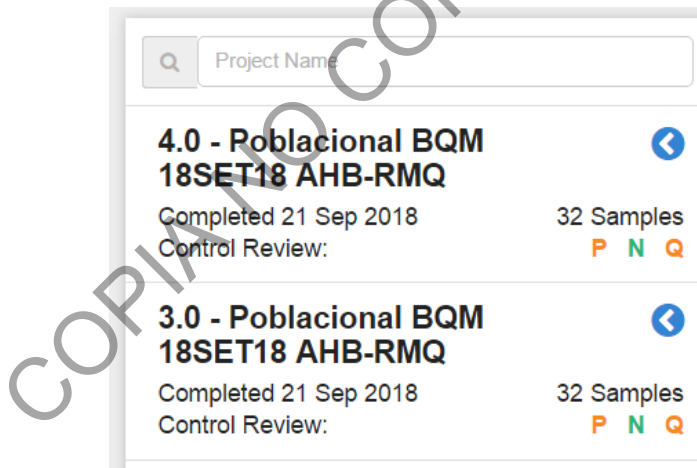 Project Name
4.0 - Poblacional BQM
18SET18 AHB-RMQ
Completed 21 Sep 2018 32 Samples
Control Review: P N Q
3.0 - Poblacional BQM
18SET18 AHB-RMQ
Completed 21 Sep 2018 32 Samples
Control Review: P N Q
COPIA NO CO